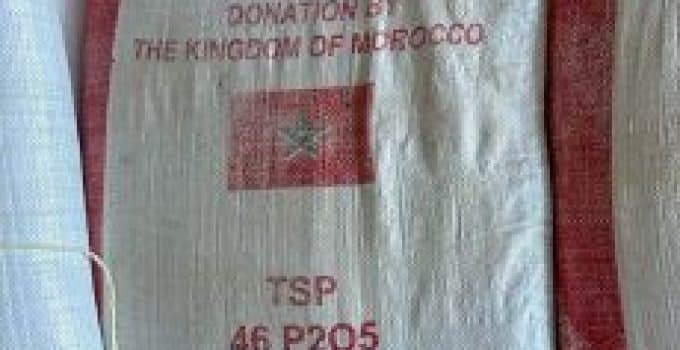 DONATION BY
THE KINGDOM OF MOROCCO
TSP
46 P2O5